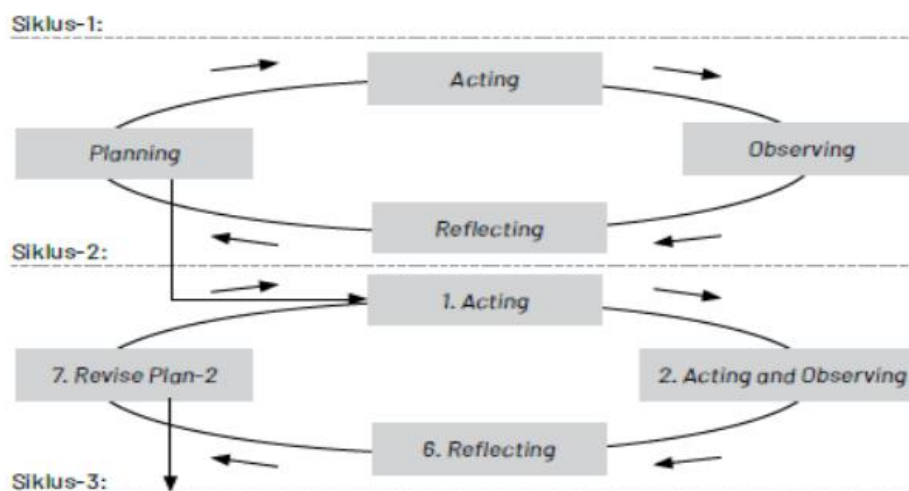 Siklus-1:
Acting
Planning
Observing
Reflecting
Siklus-2:
1. Acting
7. Revise Plan-2
2. Acting and Observing
6. Reflecting
Siklus-3: